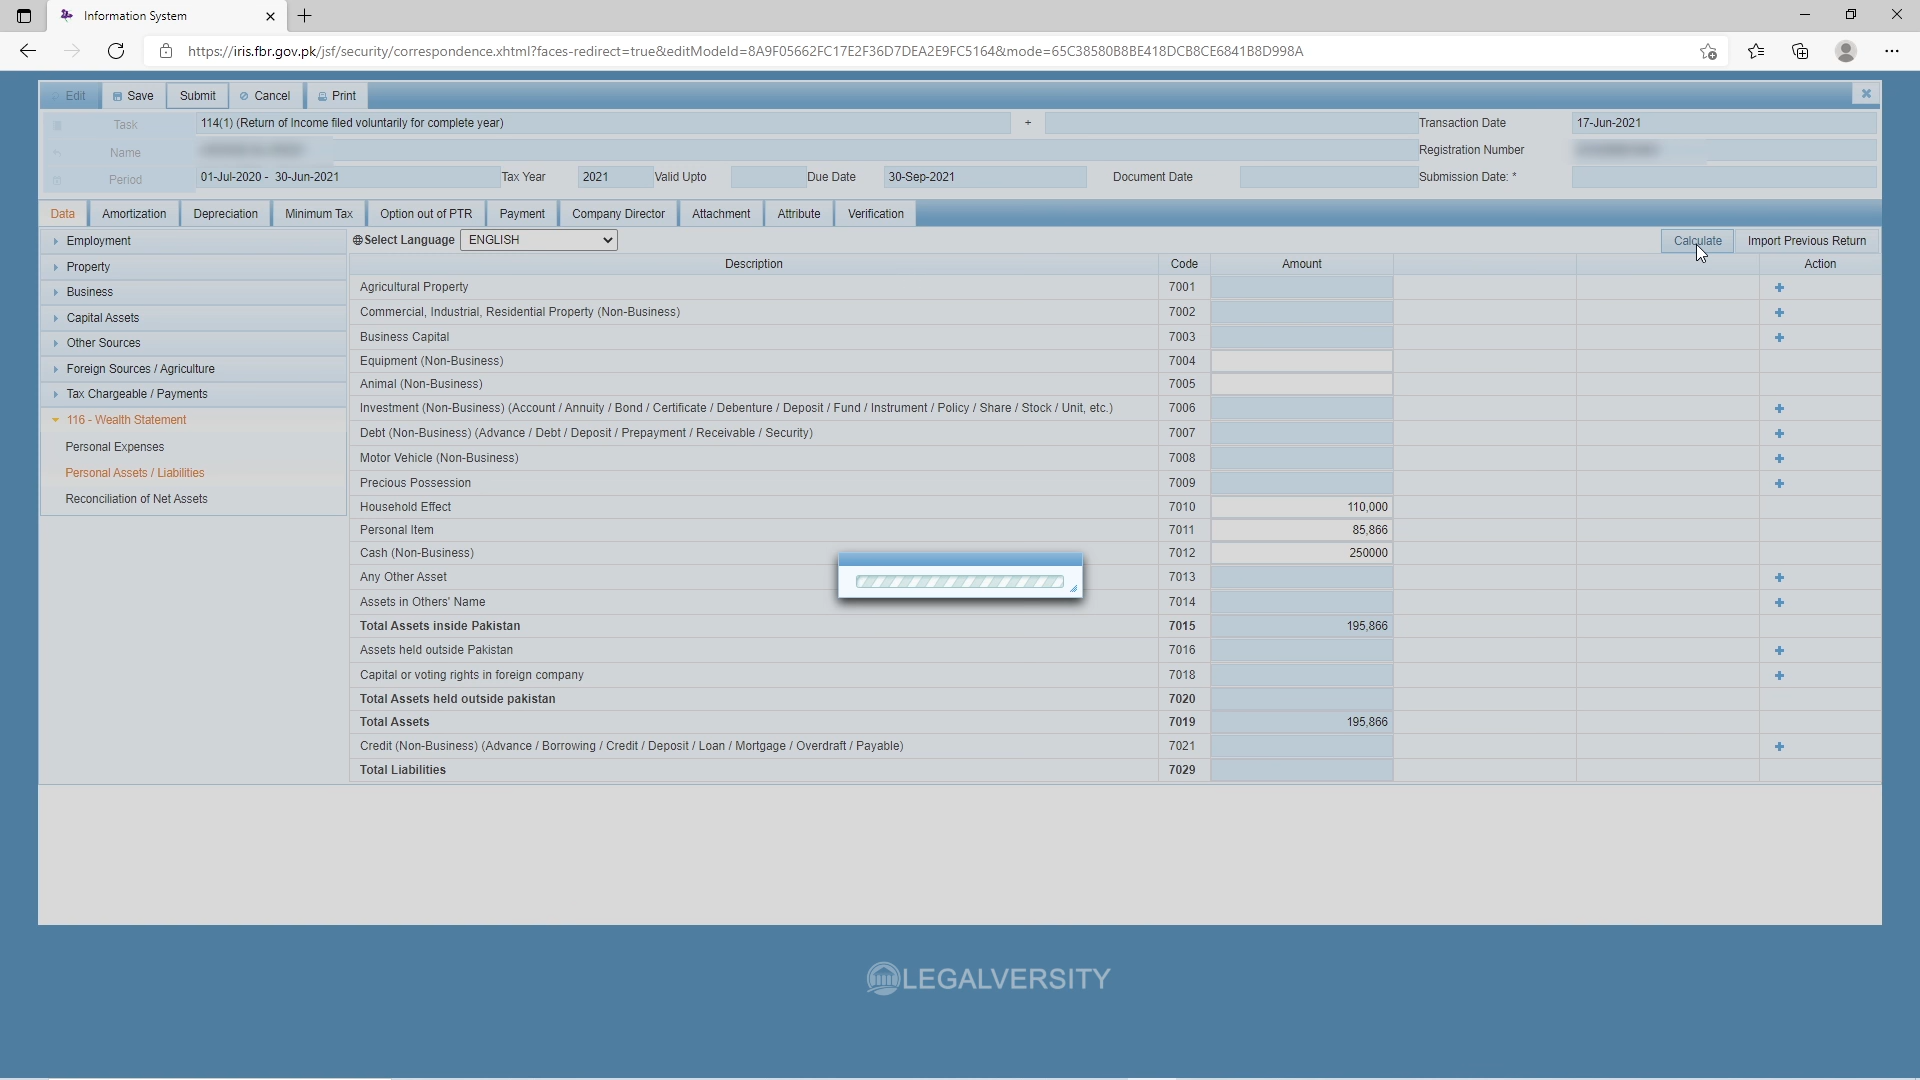 Information System
https://iris.fbr.gov.pk/jsf/security/correspondence.xhtml?faces-redirect=true&editModeId=8A9F05662FC17E2F36D7DEA2E9FC5164&mode=65C38580B8BE418DCB8CE6841B8D998A
Edit Save Submit Cancel Print
Task 114(1) (Return of Income filed voluntarily for complete year) + Transaction Date 17-Jun-2021
Name Registration Number
Period 01-Jul-2020 - 30-Jun-2021 Tax Year 2021 Valid Upto Due Date 30-Sep-2021 Document Date Submission Date: *
Data Amortization Depreciation Minimum Tax Option out of PTR Payment Company Director Attachment Attribute Verification
Employment
Property
Business
Capital Assets
Other Sources
Foreign Sources / Agriculture
Tax Chargeable / Payments
116 - Wealth Statement
Personal Expenses
Personal Assets / Liabilities
Reconciliation of Net Assets
Select Language ENGLISH Calculate Import Previous Return
Description Code Amount Action
Agricultural Property 7001
Commercial, Industrial, Residential Property (Non-Business) 7002
Business Capital 7003
Equipment (Non-Business) 7004
Animal (Non-Business) 7005
Investment (Non-Business) (Account / Annuity / Bond / Certificate / Debenture / Deposit / Fund / Instrument / Policy / Share / Stock / Unit, etc.) 7006
Debt (Non-Business) (Advance / Debt / Deposit / Prepayment / Receivable / Security) 7007
Motor Vehicle (Non-Business) 7008
Precious Possession 7009
Household Effect 7010 110,000
Personal Item 7011 85,866
Cash (Non-Business) 7012 250000
Any Other Asset 7013
Assets in Others' Name 7014
Total Assets inside Pakistan 7015 195,866
Assets held outside Pakistan 7016
Capital or voting rights in foreign company 7018
Total Assets held outside pakistan 7020
Total Assets 7019 195,866
Credit (Non-Business) (Advance / Borrowing / Credit / Deposit / Loan / Mortgage / Overdraft / Payable) 7021
Total Liabilities 7029
LEGALVERSITY